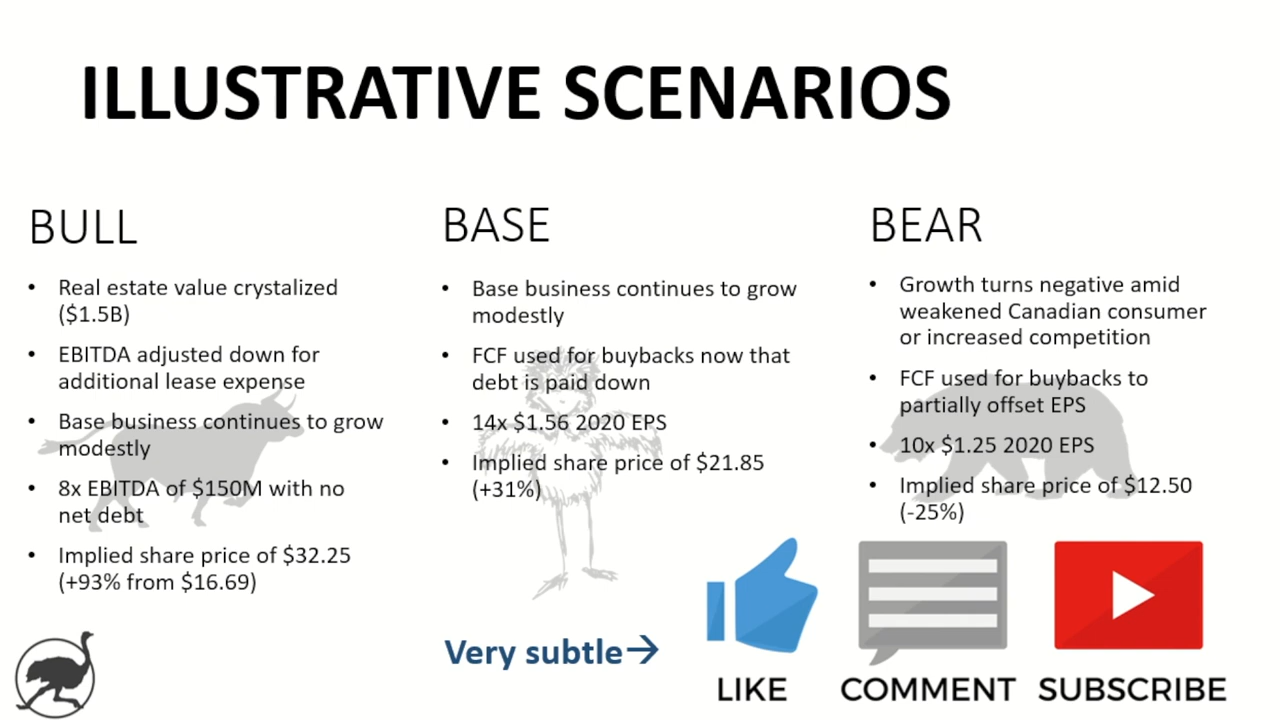 ILLUSTRATIVE SCENARIOS
BULL
• Real estate value crystalized
($1.5B)
• EBITDA adjusted down for
additional lease expense
• Base business continues to grow
modestly
• 8x EBITDA of $150M with no
net debt
• Implied share price of $32.25
(+93% from $16.69)
BASE
• Base business continues to grow
modestly
• FCF used for buybacks now that
debt is paid down
• 14x $1.56 2020 EPS
• Implied share price of $21.85
(+31%)
BEAR
• Growth turns negative amid
weakened Canadian consumer
or increased competition
• FCF used for buybacks to
partially offset EPS
• 10x $1.25 2020 EPS
• Implied share price of $12.50
(-25%)
Very subtle→
LIKE COMMENT SUBSCRIBE